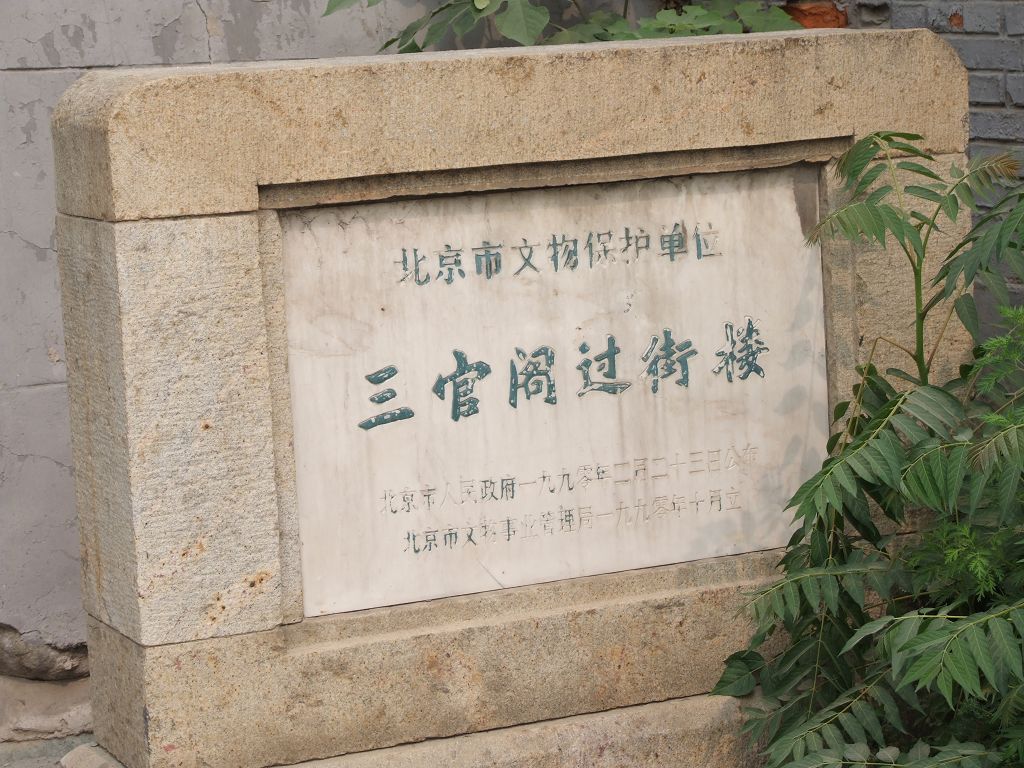 北京市文物保护单位
三官阁过街楼
北京市人民政府一九九零年二月二十三日公布
北京市文物事业管理局一九九零年十月立